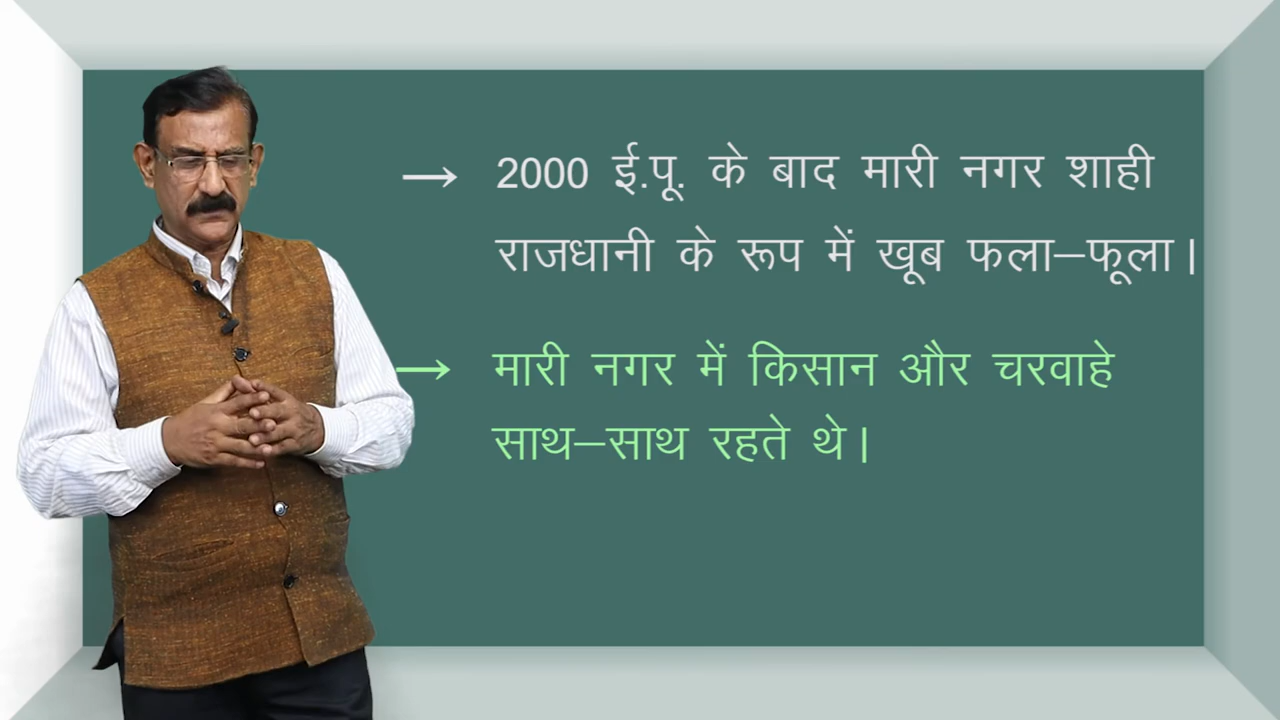 → 2000 ई.पू. के बाद मारी नगर शाही
राजधानी के रूप में खूब फला–फूला।
→ मारी नगर में किसान और चरवाहे
साथ–साथ रहते थे।